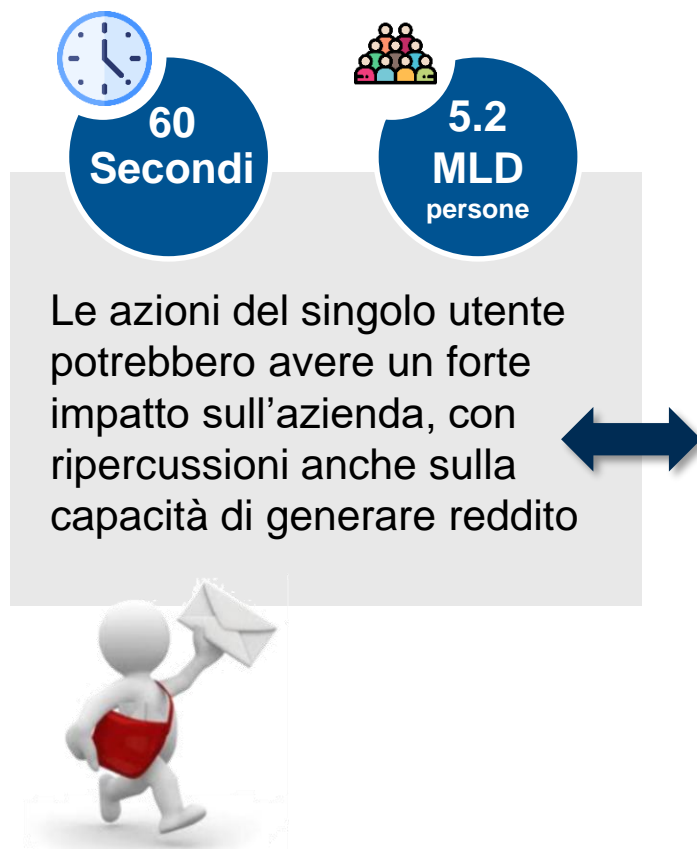 60
Secondi
5.2
MLD
persone
Le azioni del singolo utente
potrebbero avere un forte
impatto sull’azienda, con
ripercussioni anche sulla
capacità di generare reddito